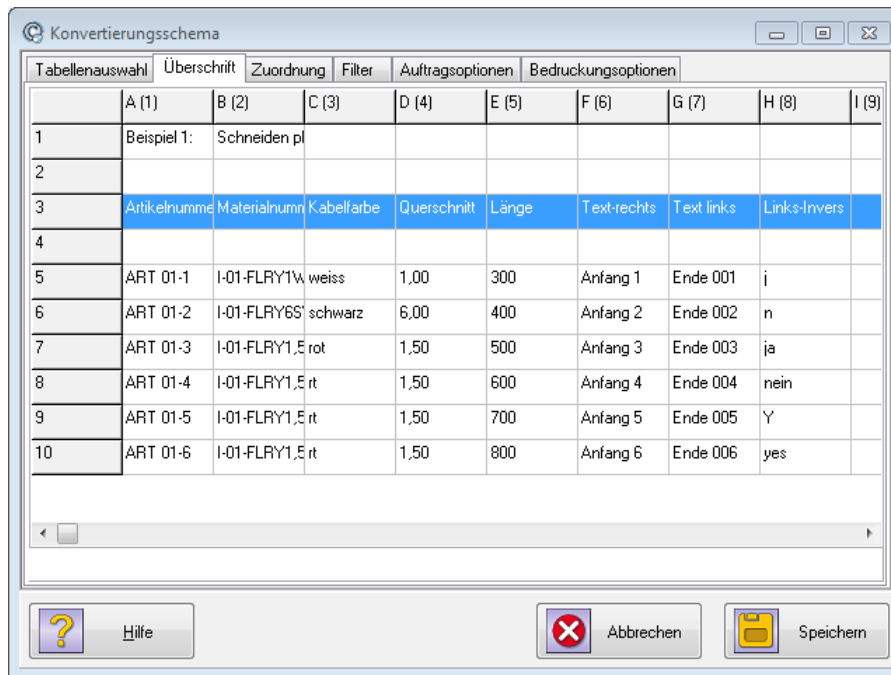 Konvertierungsschema
Tabellenauswahl Überschrift Zuordnung Filter Auftragsoptionen Bedruckungsoptionen
A (1) B (2) C (3) D (4) E (5) F (6) G (7) H (8) I (9)
1 Beispiel 1: Schneiden pl
2
3 Artikelnumme Materialnumn Kabelfarbe Querschnitt Länge Text-rechts Text links Links-Invers
4
5 ART 01-1 I-01-FLRY1W weiss 1,00 300 Anfang 1 Ende 001 j
6 ART 01-2 I-01-FLRY6S schwarz 6,00 400 Anfang 2 Ende 002 n
7 ART 01-3 I-01-FLRY1,5 rot 1,50 500 Anfang 3 Ende 003 ja
8 ART 01-4 I-01-FLRY1,5 rt 1,50 600 Anfang 4 Ende 004 nein
9 ART 01-5 I-01-FLRY1,5 rt 1,50 700 Anfang 5 Ende 005 Y
10 ART 01-6 I-01-FLRY1,5 rt 1,50 800 Anfang 6 Ende 006 yes
Hilfe Abbrechen Speichern